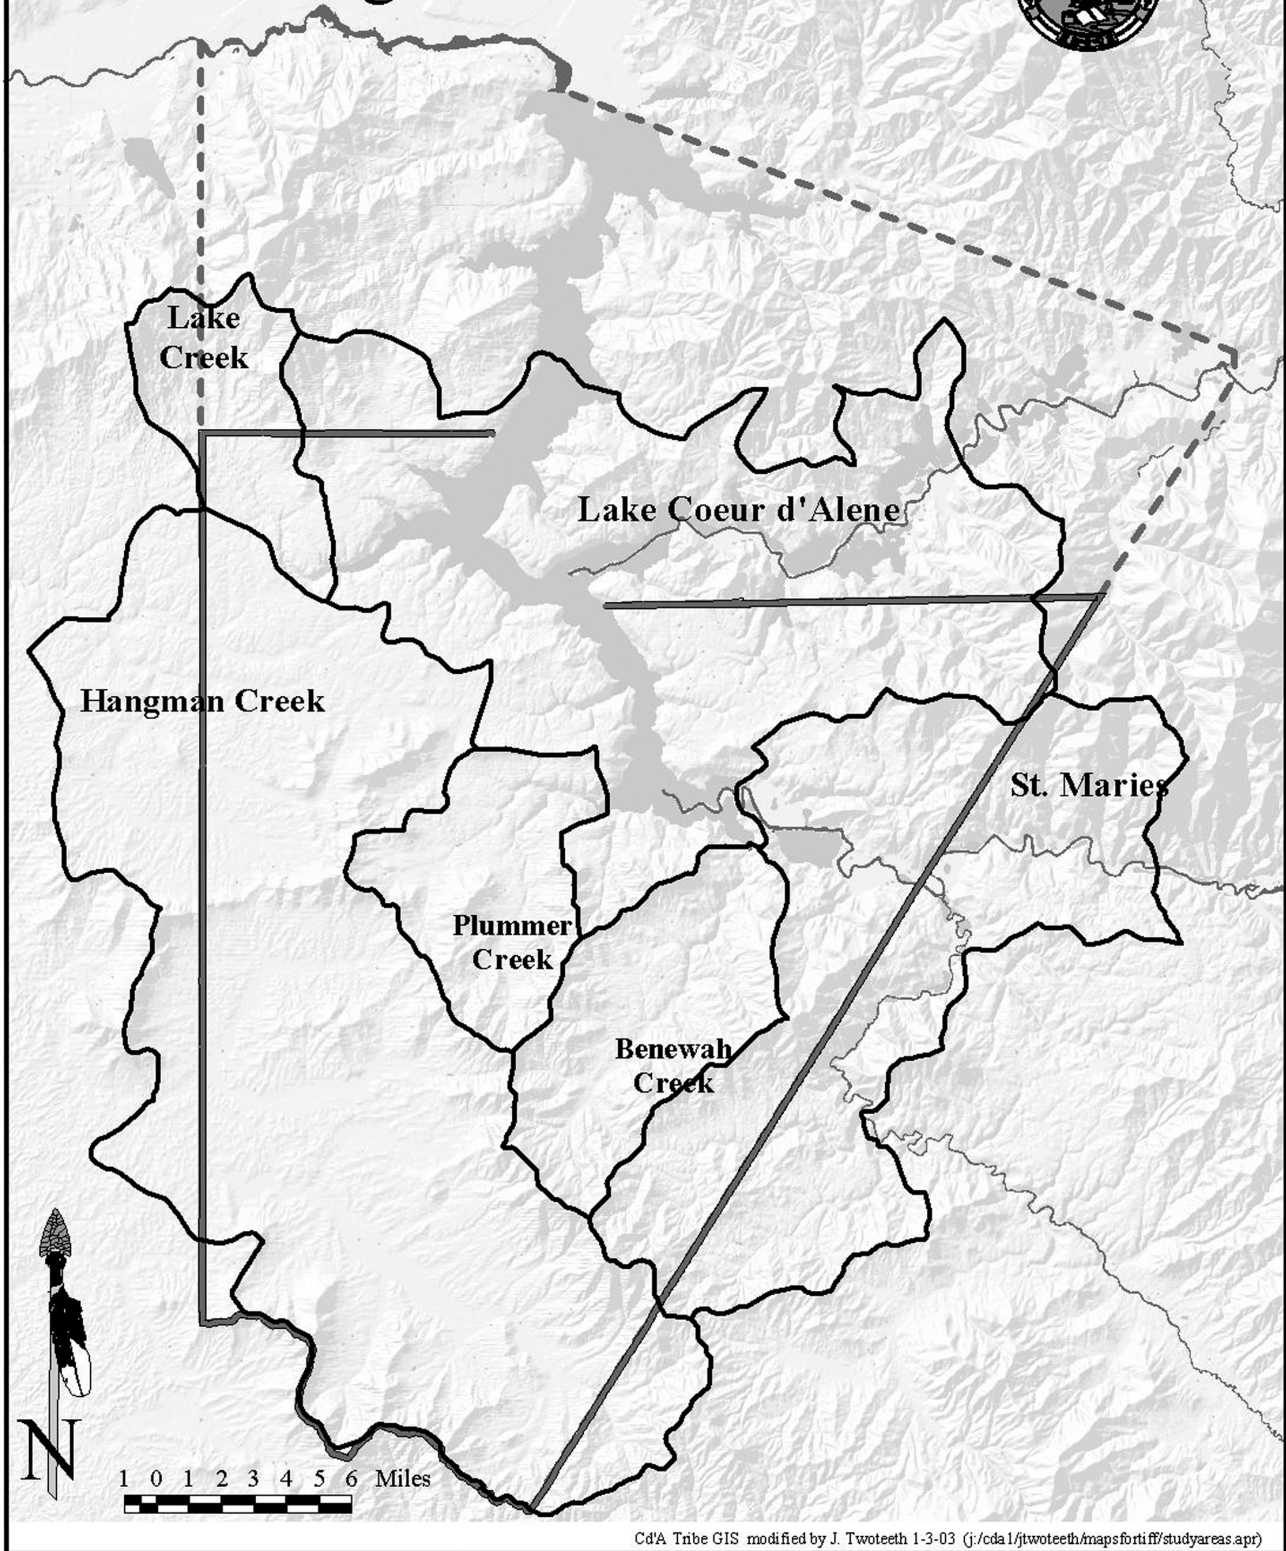 Lake
Creek
Lake Coeur d'Alene
Hangman Creek
St. Maries
Plummer
Creek
Benewah
Creek
N
1 0 1 2 3 4 5 6 Miles
Cd'A Tribe GIS modified by J. Twoteeth 1-3-03 (j:/cda1/jtwoteeth/mapsfortiff/studyareas.apr)